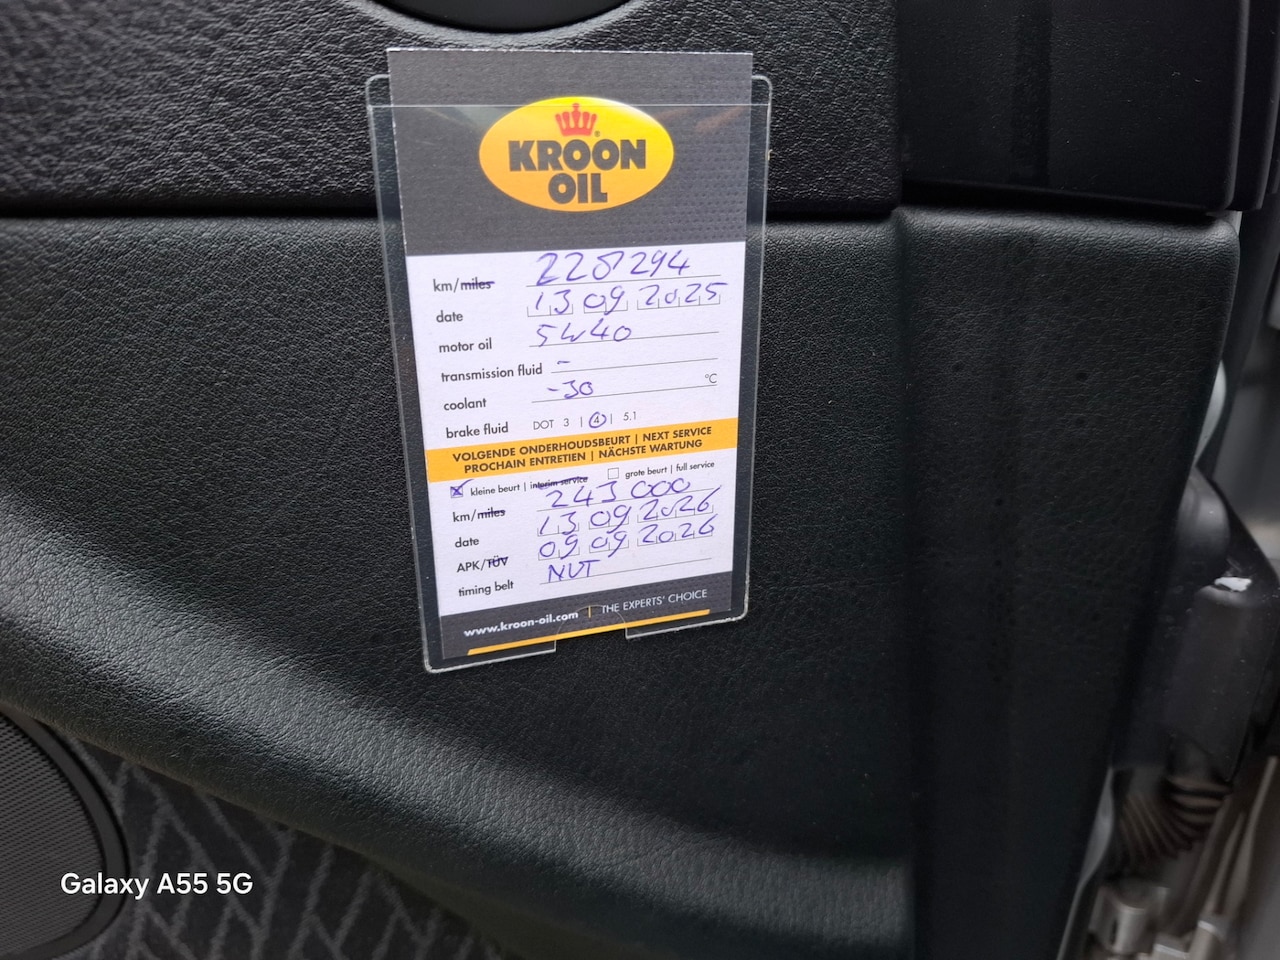 KROON
OIL
km/miles 228294
date 13 09 2025
motor oil 5W40
transmission fluid -
coolant -30 °C
brake fluid DOT 3 | 4 | 5.1
VOLGENDE ONDERHOUDSBEURT | NEXT SERVICE
PROCHAIN ENTRETIEN | NÄCHSTE WARTUNG
kleine beurt | interim service grote beurt | full service
km/miles 243 000
date 13 09 2026
APK/TÜV 09 09 2026
timing belt NVT
www.kroon-oil.com | THE EXPERTS' CHOICE
Galaxy A55 5G